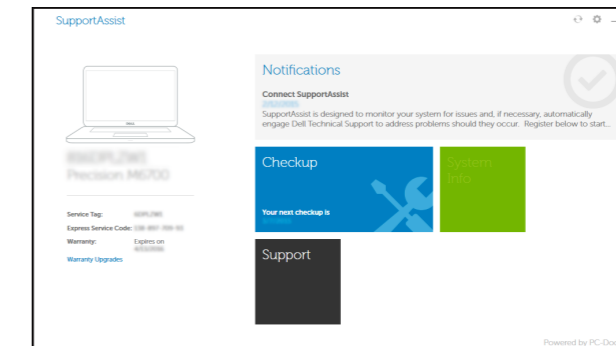 SupportAssist
Notifications
Connect SupportAssist
SupportAssist is designed to monitor your system for issues and, if necessary, automatically
engage Dell Technical Support to address problems should they occur. Register below to start...
Precision M6700
Checkup
System
Info
Your next checkup is
Service Tag:
Express Service Code:
Warranty: Expires on
Warranty Upgrades
Support
Powered by PC-Doc